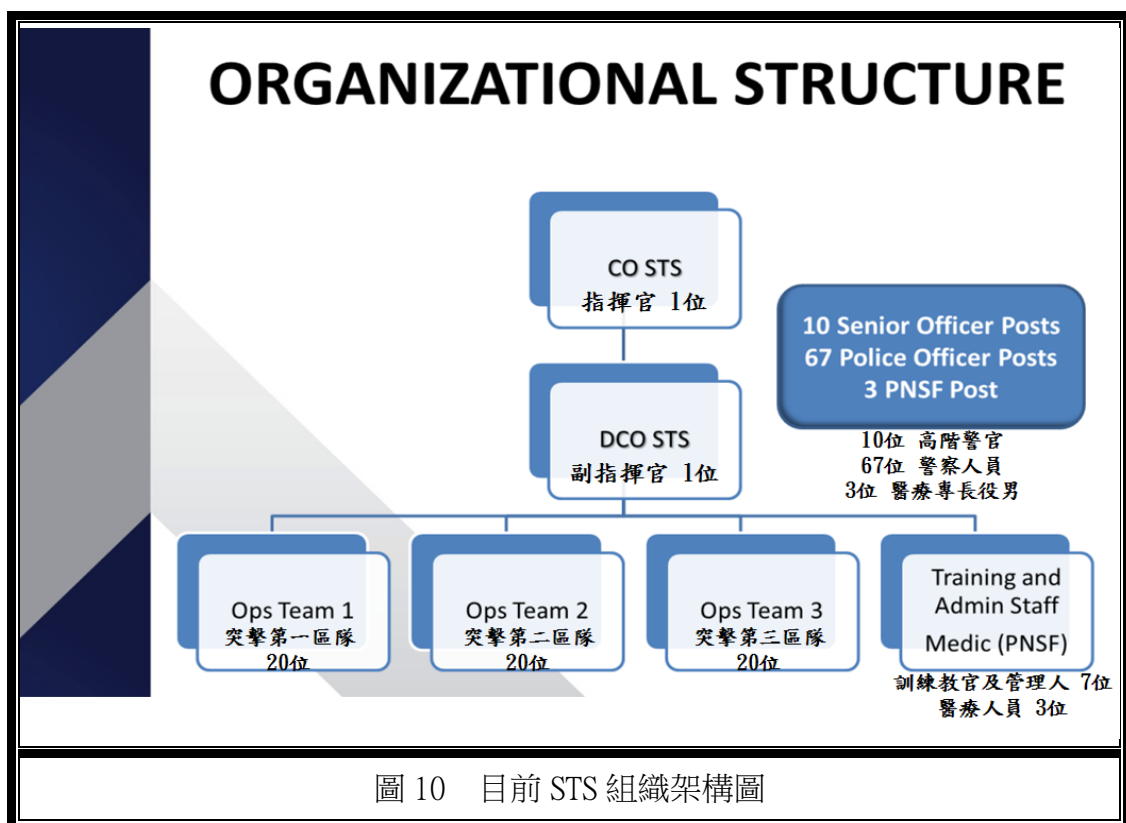 ORGANIZATIONAL STRUCTURE
CO STS
指揮官 1位
10 Senior Officer Posts
67 Police Officer Posts
3 PNSF Post
10位 高階警官
67位 警察人員
3位 醫療專長役男
DCO STS
副指揮官 1位
Ops Team 1
突擊第一區隊
20位
Ops Team 2
突擊第二區隊
20位
Ops Team 3
突擊第三區隊
20位
Training and
Admin Staff
Medic (PNSF)
訓練教官及管理人 7位
醫療人員 3位
圖 10 目前 STS 組織架構圖